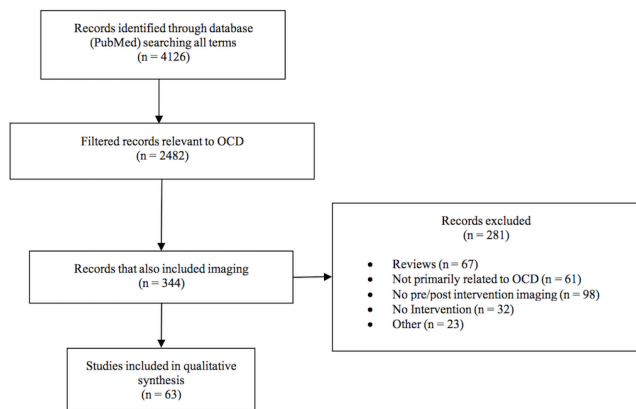 Records identified through database
(PubMed) searching all terms
(n = 4126)
Filtered records relevant to OCD
(n = 2482)
Records excluded
(n = 281)
• Reviews (n = 67)
• Not primarily related to OCD (n = 61)
• No pre/post intervention imaging (n = 98)
• No Intervention (n = 32)
• Other (n = 23)
Records that also included imaging
(n = 344)
Studies included in qualitative
synthesis
(n = 63)